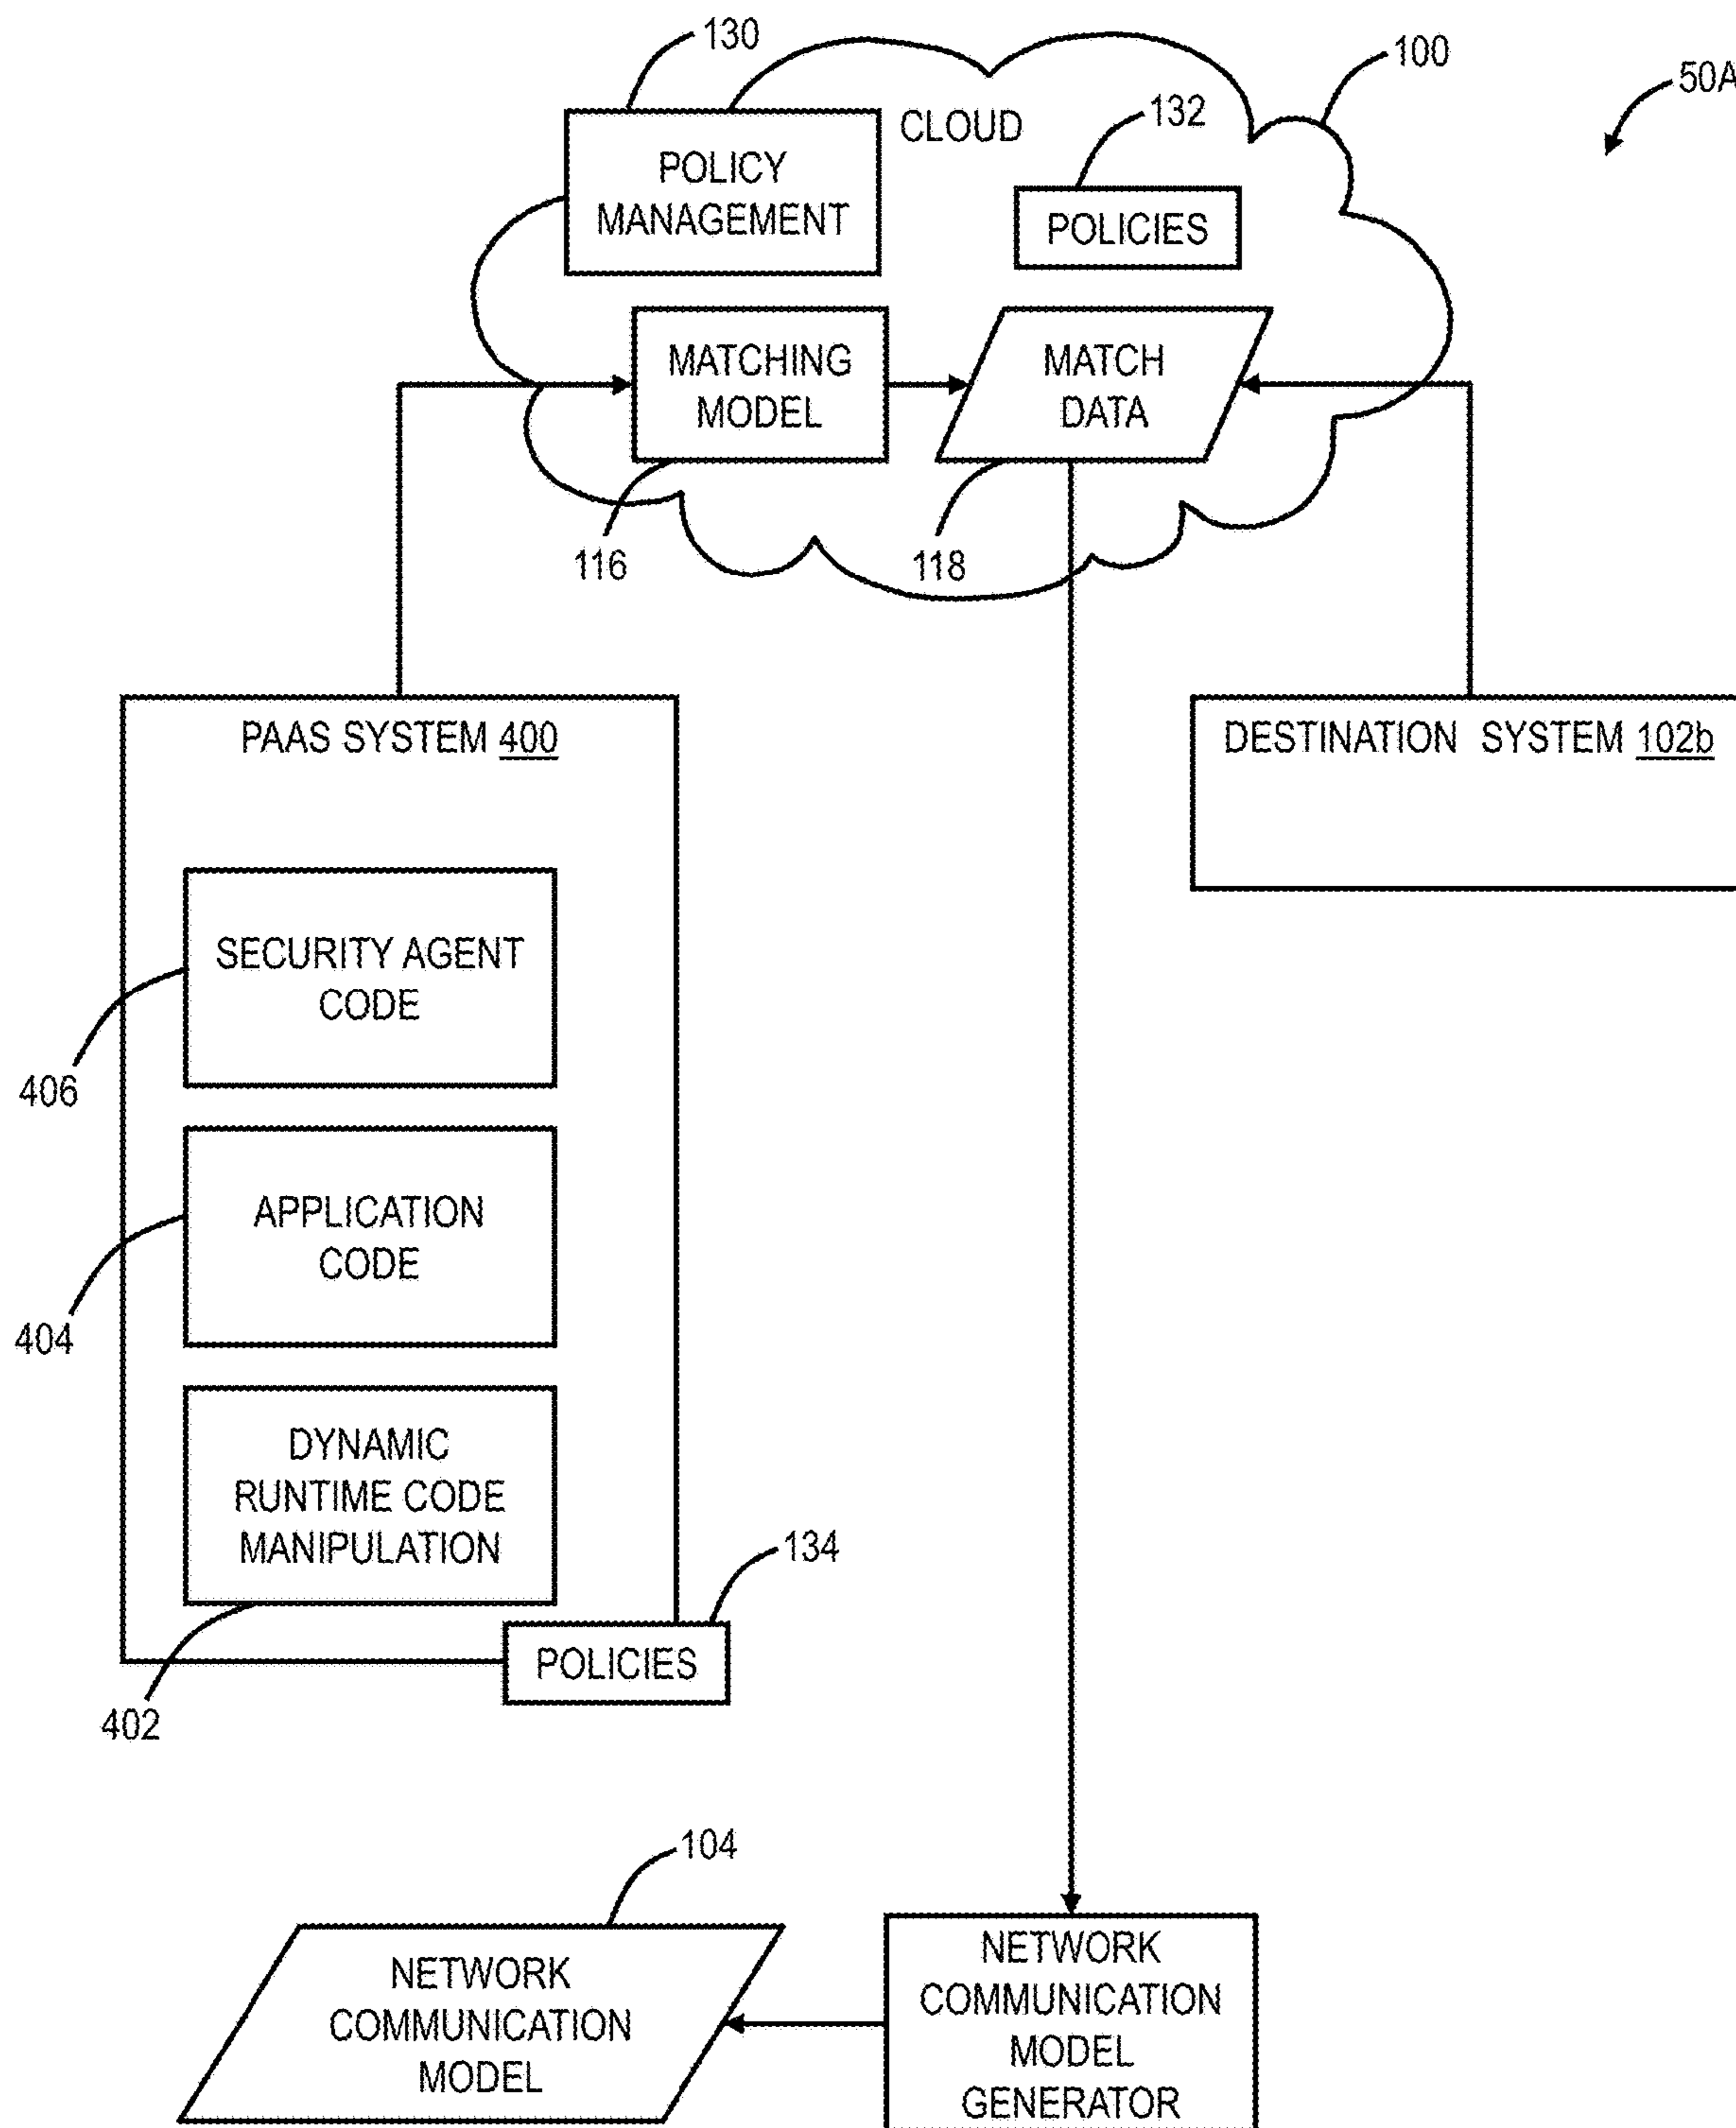 130
100
50A
CLOUD
132
POLICY
MANAGEMENT
POLICIES
MATCHING
MODEL
MATCH
DATA
116
118
PAAS SYSTEM 400
DESTINATION SYSTEM 102b
SECURITY AGENT
CODE
406
APPLICATION
CODE
404
DYNAMIC
RUNTIME CODE
MANIPULATION
134
POLICIES
402
104
NETWORK
COMMUNICATION
MODEL
NETWORK
COMMUNICATION
MODEL
GENERATOR